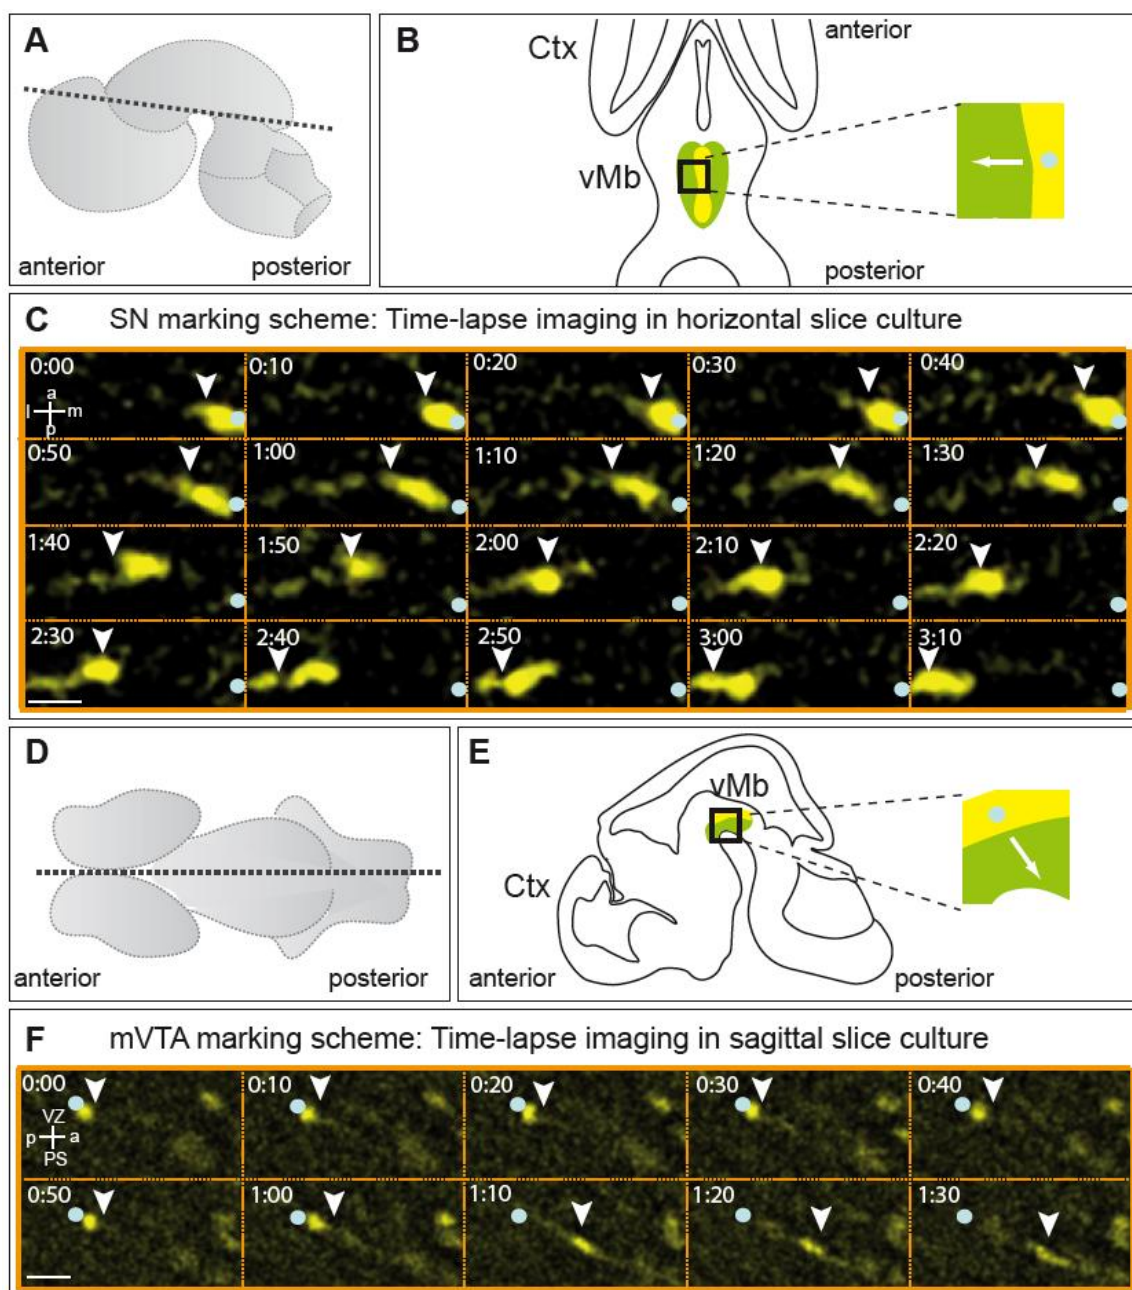 A
anterior
posterior
B
Ctx
anterior
vMb
posterior
C SN marking scheme: Time-lapse imaging in horizontal slice culture
0:00 0:10 0:20 0:30 0:40
a
l m
p
0:50 1:00 1:10 1:20 1:30
1:40 1:50 2:00 2:10 2:20
2:30 2:40 2:50 3:00 3:10
D
anterior
posterior
E
vMb
Ctx
anterior
posterior
F mVTA marking scheme: Time-lapse imaging in sagittal slice culture
0:00 0:10 0:20 0:30 0:40
VZ
p a
PS
0:50 1:00 1:10 1:20 1:30